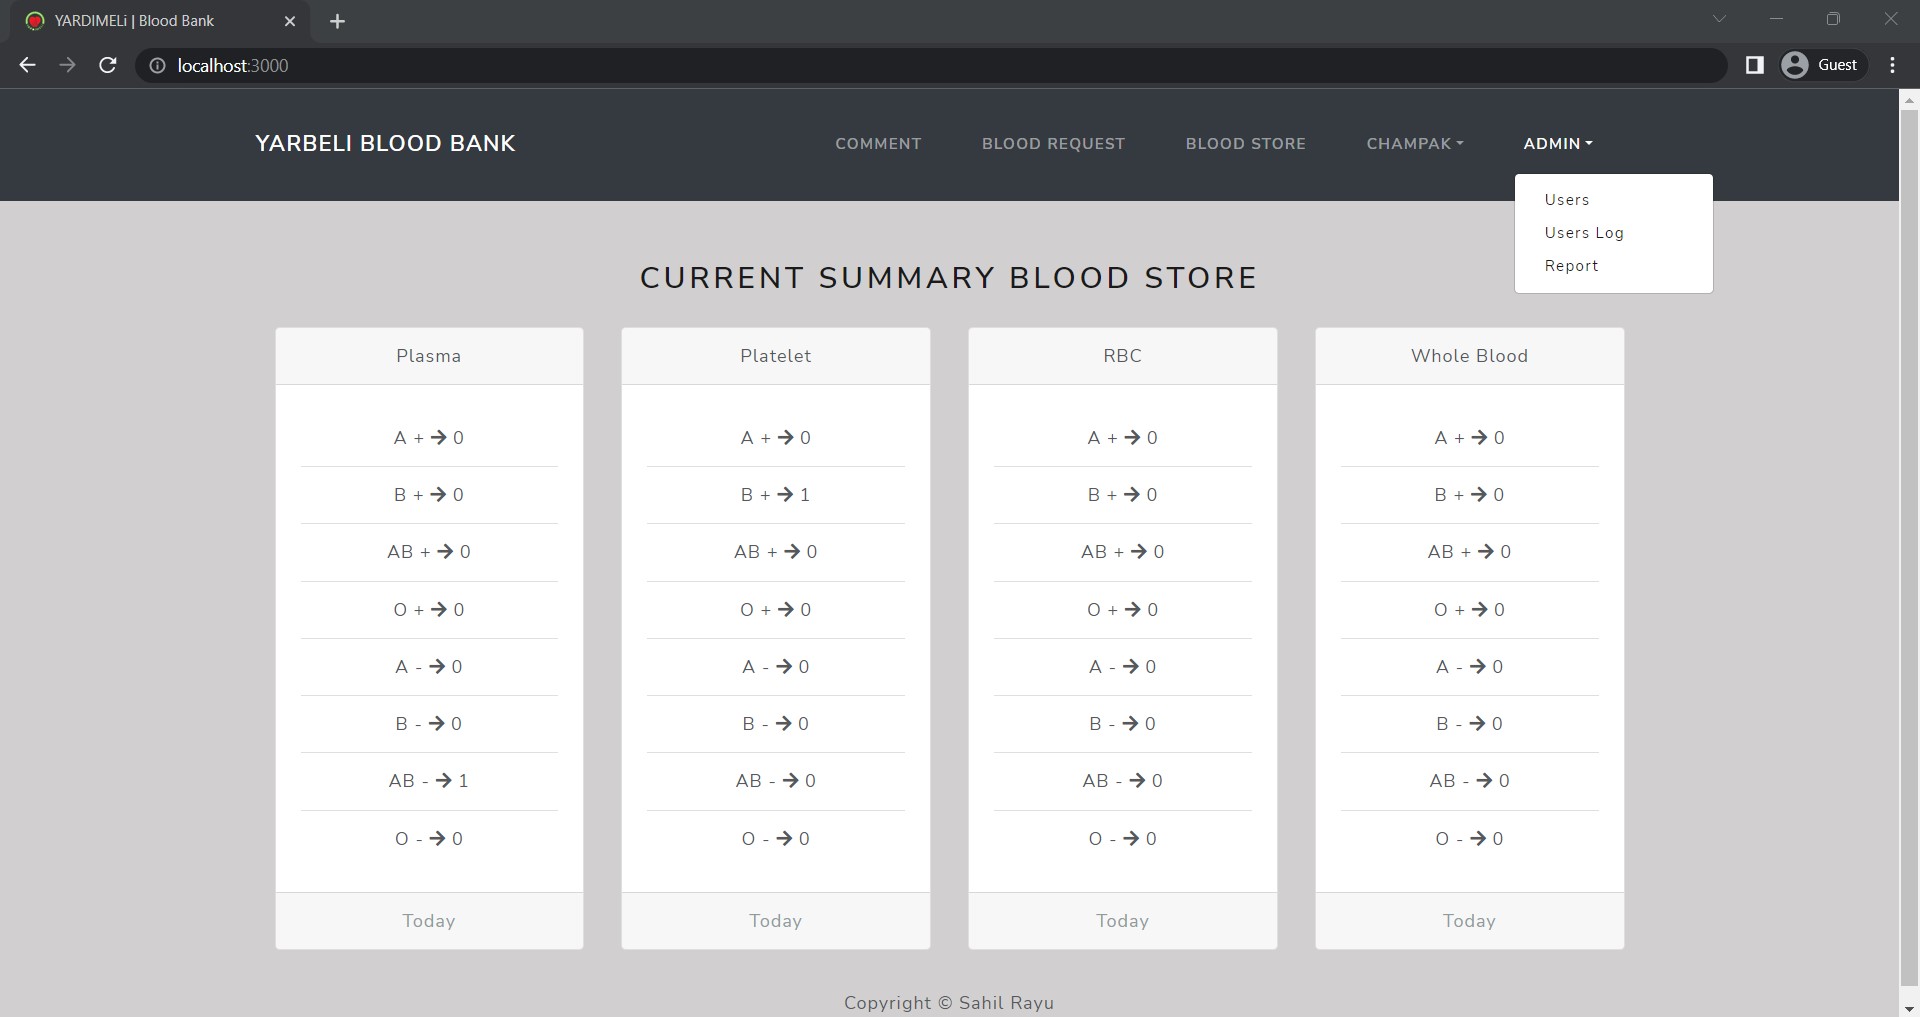 YARDIMELi | Blood Bank
localhost:3000
Guest
YARBELI BLOOD BANK
COMMENT
BLOOD REQUEST
BLOOD STORE
CHAMPAK
ADMIN
Users
Users Log
Report
CURRENT SUMMARY BLOOD STORE
Plasma
A + → 0
B + → 0
AB + → 0
O + → 0
A - → 0
B - → 0
AB - → 1
O - → 0
Today
Platelet
A + → 0
B + → 1
AB + → 0
O + → 0
A - → 0
B - → 0
AB - → 0
O - → 0
Today
RBC
A + → 0
B + → 0
AB + → 0
O + → 0
A - → 0
B - → 0
AB - → 0
O - → 0
Today
Whole Blood
A + → 0
B + → 0
AB + → 0
O + → 0
A - → 0
B - → 0
AB - → 0
O - → 0
Today
Copyright © Sahil Rayu